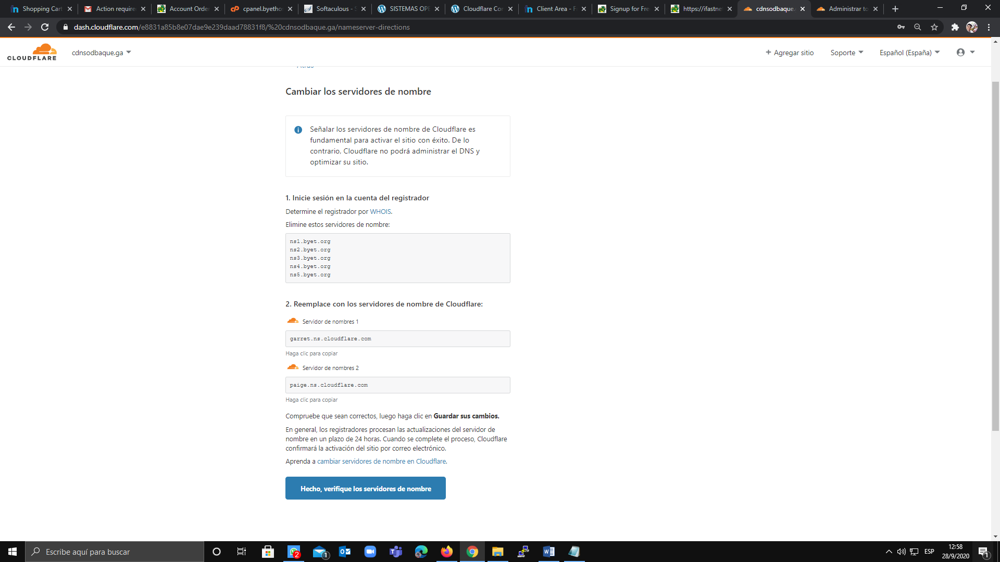 Shopping Cart
Action require
Account Order
cpanel.byetho
Softaculous - S
SISTEMAS OPE
Cloudflare Co
Client Area - F
Signup for Fre
https://ifastne
cdnsodbaque.
Administrar to
dash.cloudflare.com/e8831a85b8e07dae9e239daad78831f8/%20cdnsodbaque.ga/nameserver-directions
CLOUDFLARE
cdnsodbaque.ga
+ Agregar sitio
Soporte
Español (España)
Atrás
Cambiar los servidores de nombre
Señalar los servidores de nombre de Cloudflare es
fundamental para activar el sitio con éxito. De lo
contrario, Cloudflare no podrá administrar el DNS y
optimizar su sitio.
1. Inicie sesión en la cuenta del registrador
Determine el registrador por WHOIS.
Elimine estos servidores de nombre:
ns1.byet.org
ns2.byet.org
ns3.byet.org
ns4.byet.org
ns5.byet.org
2. Reemplace con los servidores de nombre de Cloudflare:
Servidor de nombres 1
garret.ns.cloudflare.com
Haga clic para copiar
Servidor de nombres 2
paige.ns.cloudflare.com
Haga clic para copiar
Compruebe que sean correctos, luego haga clic en Guardar sus cambios.
En general, los registradores procesan las actualizaciones del servidor de
nombre en un plazo de 24 horas. Cuando se complete el proceso, Cloudflare
confirmará la activación del sitio por correo electrónico.
Aprenda a cambiar servidores de nombre en Cloudflare.
Hecho, verifique los servidores de nombre
Escribe aquí para buscar
2
1
ESP
12:58
28/9/2020
1